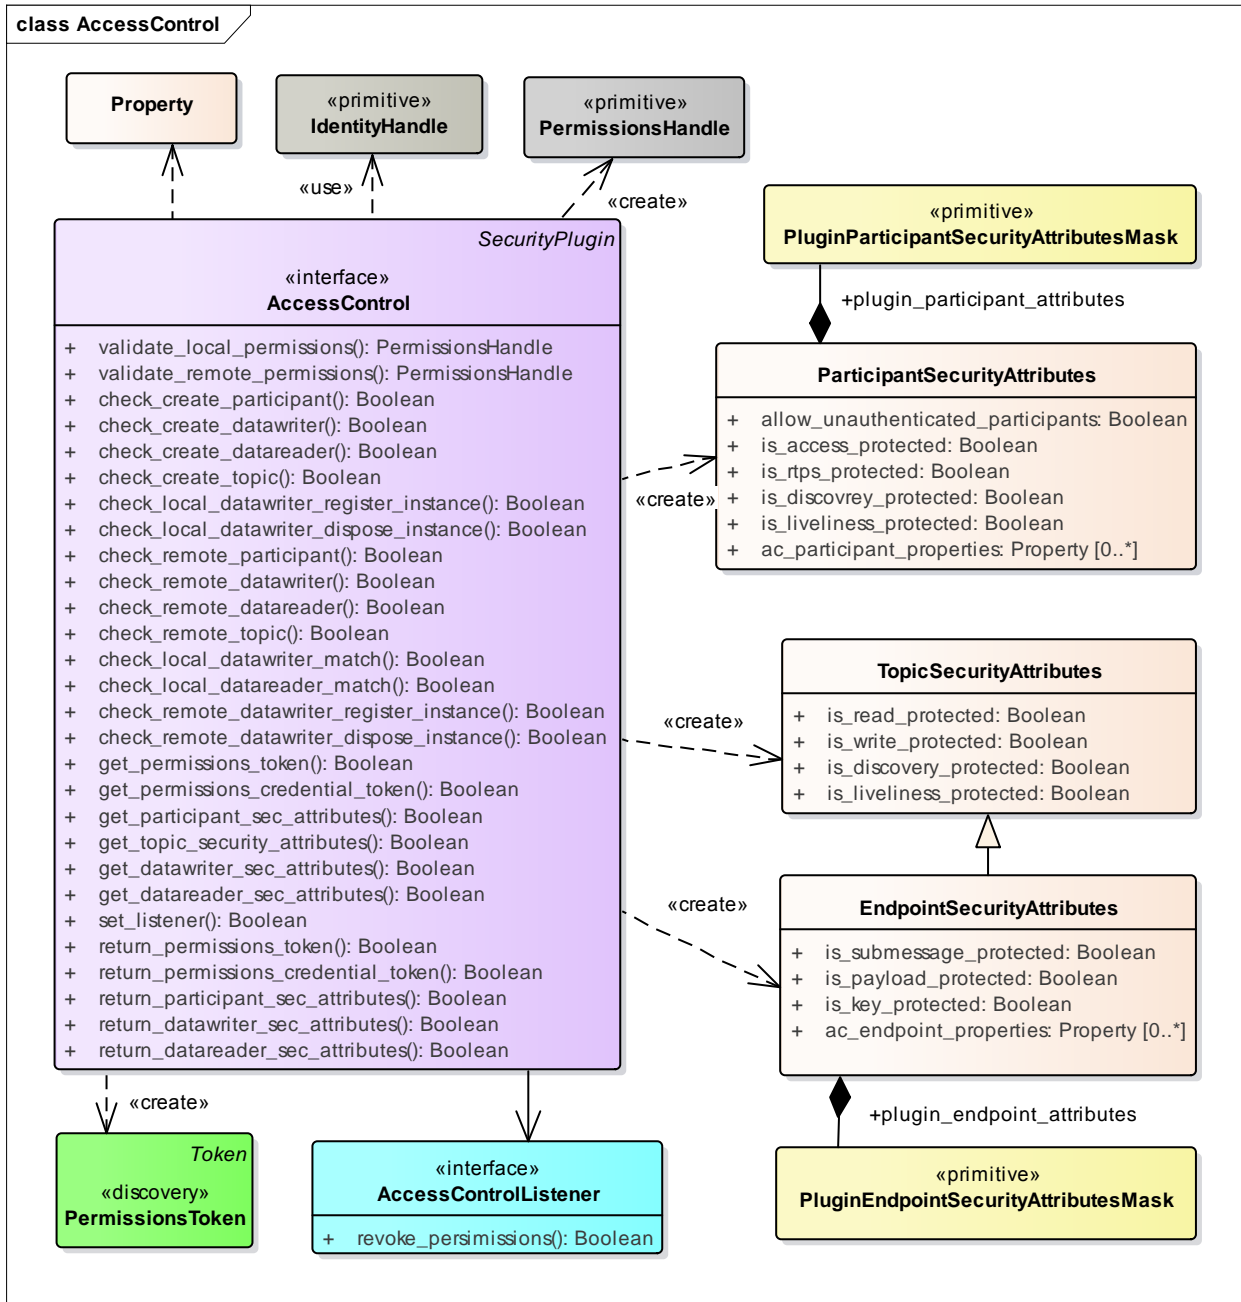 class AccessControl
Property
«primitive»
IdentityHandle
«primitive»
PermissionsHandle
«use»
«create»
«primitive»
PluginParticipantSecurityAttributesMask
+plugin_participant_attributes
SecurityPlugin
«interface»
AccessControl
+ validate_local_permissions(): PermissionsHandle
+ validate_remote_permissions(): PermissionsHandle
+ check_create_participant(): Boolean
+ check_create_datawriter(): Boolean
+ check_create_datareader(): Boolean
+ check_create_topic(): Boolean
+ check_local_datawriter_register_instance(): Boolean
+ check_local_datawriter_dispose_instance(): Boolean
+ check_remote_participant(): Boolean
+ check_remote_datawriter(): Boolean
+ check_remote_datareader(): Boolean
+ check_remote_topic(): Boolean
+ check_local_datawriter_match(): Boolean
+ check_local_datareader_match(): Boolean
+ check_remote_datawriter_register_instance(): Boolean
+ check_remote_datawriter_dispose_instance(): Boolean
+ get_permissions_token(): Boolean
+ get_permissions_credential_token(): Boolean
+ get_participant_sec_attributes(): Boolean
+ get_topic_security_attributes(): Boolean
+ get_datawriter_sec_attributes(): Boolean
+ get_datareader_sec_attributes(): Boolean
+ set_listener(): Boolean
+ return_permissions_token(): Boolean
+ return_permissions_credential_token(): Boolean
+ return_participant_sec_attributes(): Boolean
+ return_datawriter_sec_attributes(): Boolean
+ return_datareader_sec_attributes(): Boolean
ParticipantSecurityAttributes
+ allow_unauthenticated_participants: Boolean
+ is_access_protected: Boolean
+ is_rtps_protected: Boolean
+ is_discovrey_protected: Boolean
+ is_liveliness_protected: Boolean
+ ac_participant_properties: Property [0..*]
«create»
TopicSecurityAttributes
+ is_read_protected: Boolean
+ is_write_protected: Boolean
+ is_discovery_protected: Boolean
+ is_liveliness_protected: Boolean
«create»
EndpointSecurityAttributes
+ is_submessage_protected: Boolean
+ is_payload_protected: Boolean
+ is_key_protected: Boolean
+ ac_endpoint_properties: Property [0..*]
«create»
«create»
+plugin_endpoint_attributes
Token
«discovery»
PermissionsToken
«interface»
AccessControlListener
+ revoke_persimissions(): Boolean
«primitive»
PluginEndpointSecurityAttributesMask